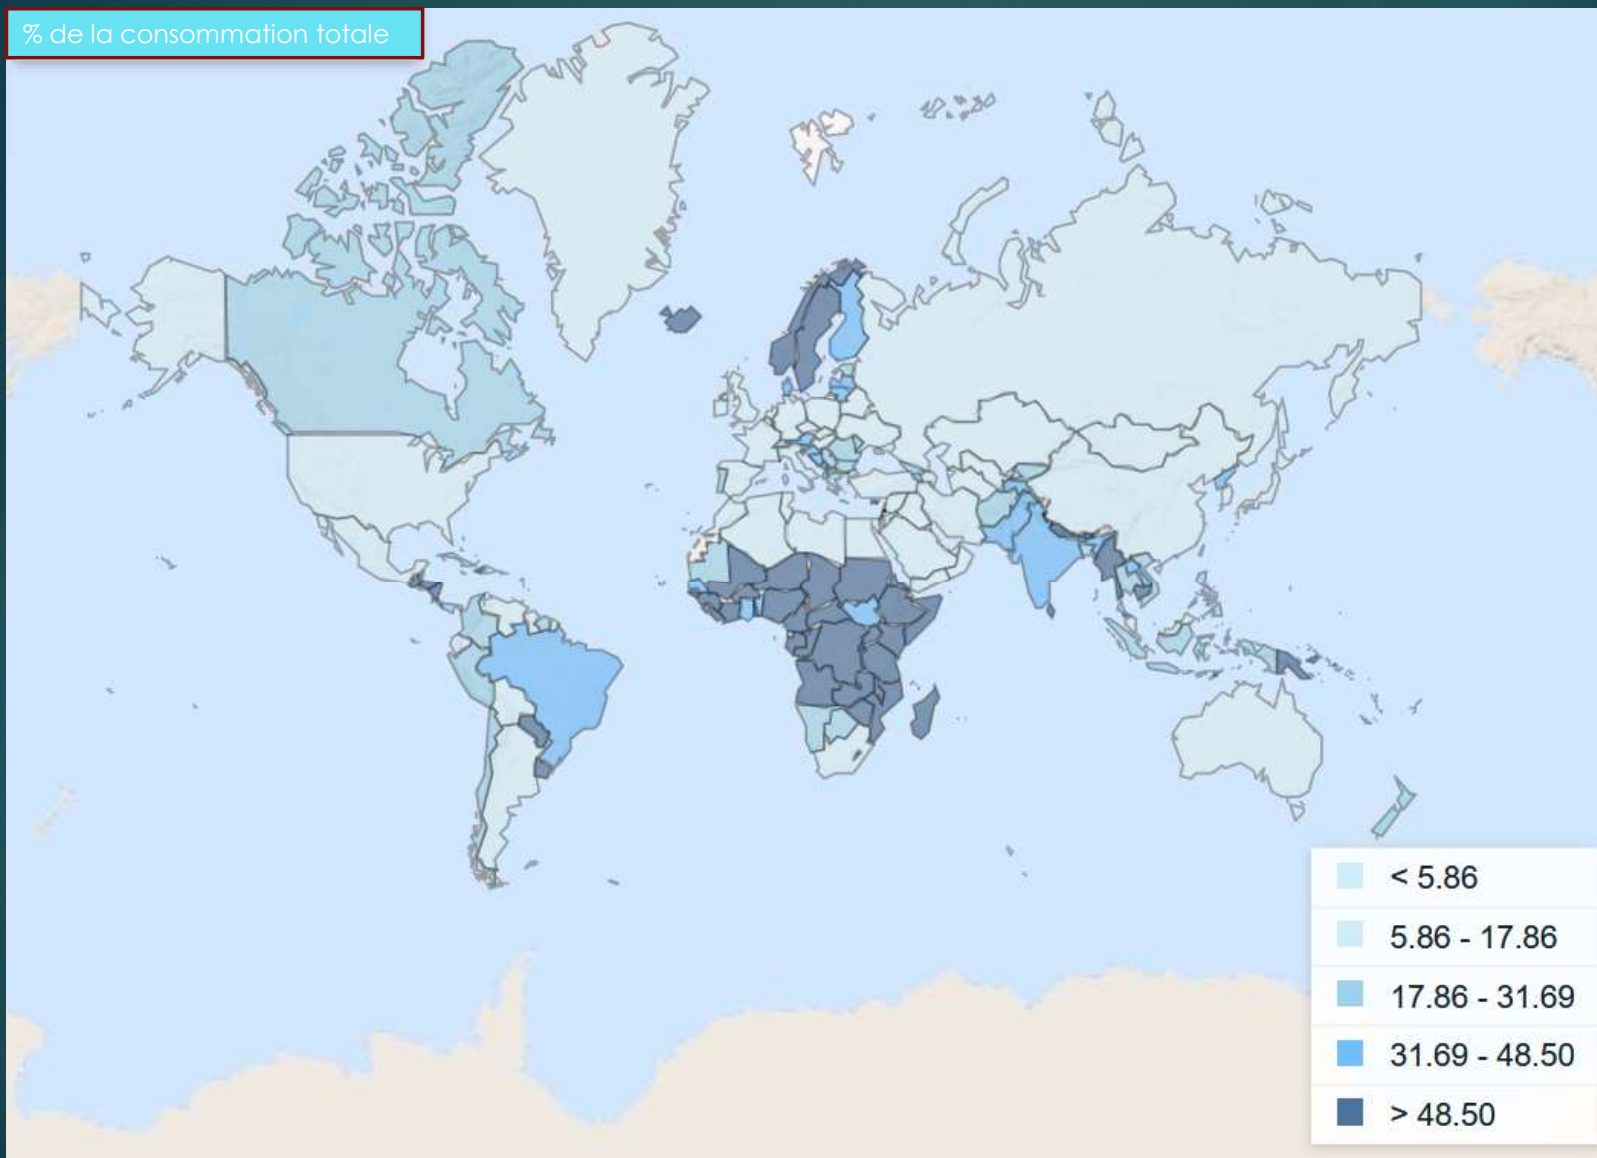 % de la consommation totale
< 5.86
5.86 - 17.86
17.86 - 31.69
31.69 - 48.50
> 48.50